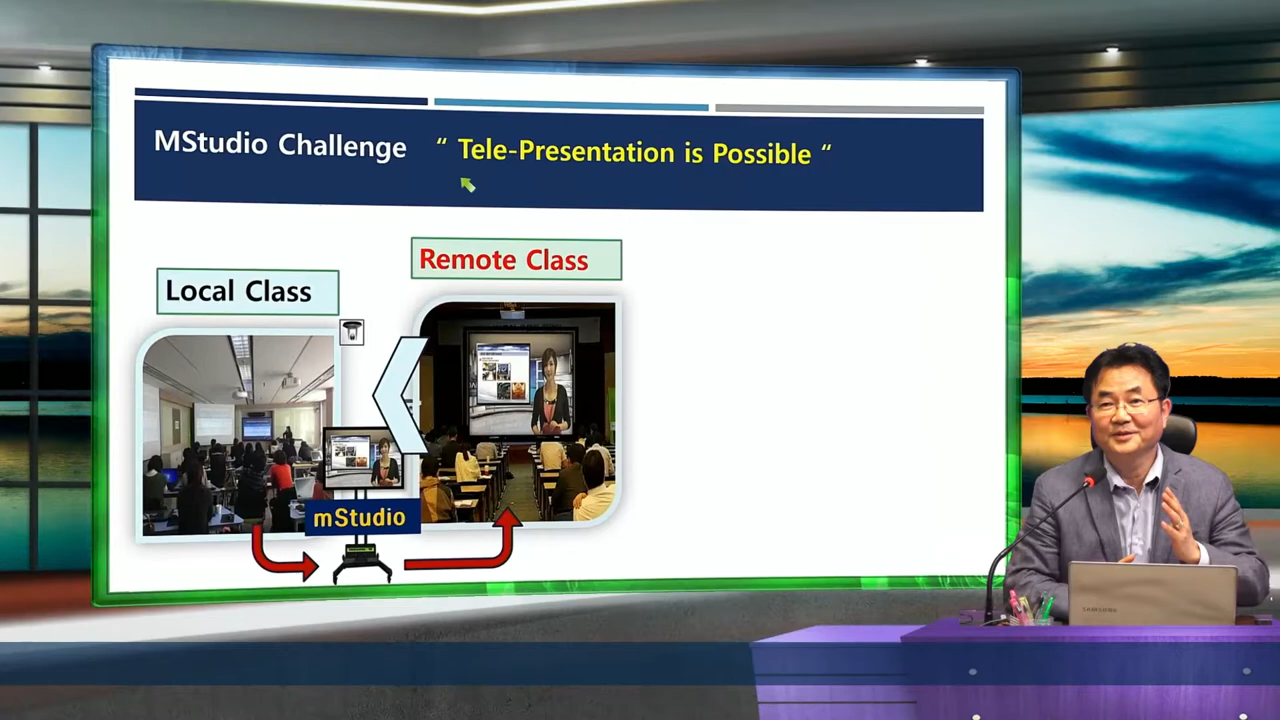 MStudio Challenge “ Tele-Presentation is Possible “
Remote Class
Local Class
mStudio
SAMSUNG